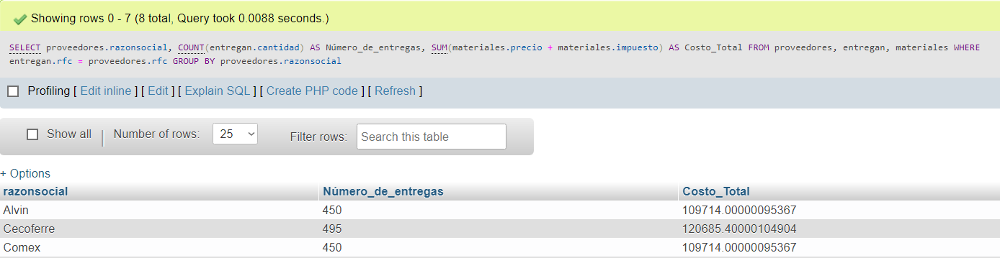 Showing rows 0 - 7 (8 total, Query took 0.0088 seconds.)
SELECT proveedores.razonsocial, COUNT(entregan.cantidad) AS Número_de_entregas, SUM(materiales.precio + materiales.impuesto) AS Costo_Total FROM proveedores, entregan, materiales WHERE
entregan.rfc = proveedores.rfc GROUP BY proveedores.razonsocial
Profiling [ Edit inline ] [ Edit ] [ Explain SQL ] [ Create PHP code ] [ Refresh ]
Show all | Number of rows: 25 Filter rows: Search this table
+ Options
razonsocial Número_de_entregas Costo_Total
Alvin 450 109714.00000095367
Cecoferre 495 120685.40000104904
Comex 450 109714.00000095367